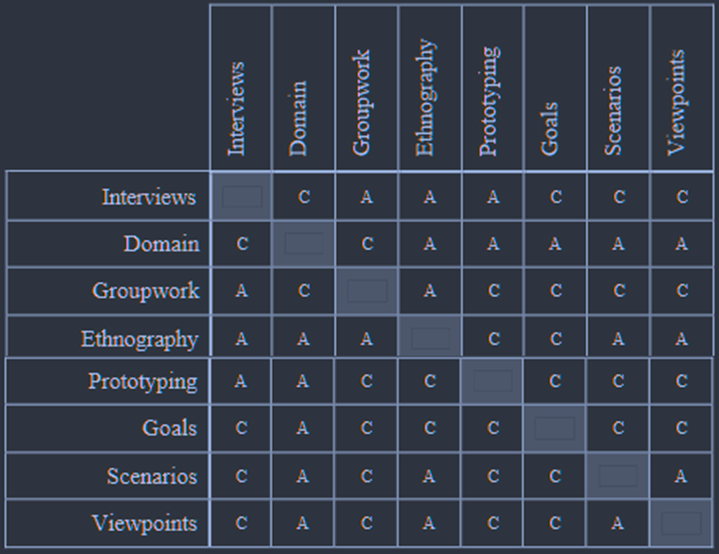 Interviews Domain Groupwork Ethnography Prototyping Goals Scenarios Viewpoints
Interviews C A A A C C C
Domain C C A A A A A
Groupwork A C A C C C C
Ethnography A A A C C A A
Prototyping A A C C C C C
Goals C A C C C C C
Scenarios C A C A C C A
Viewpoints C A C A C C A